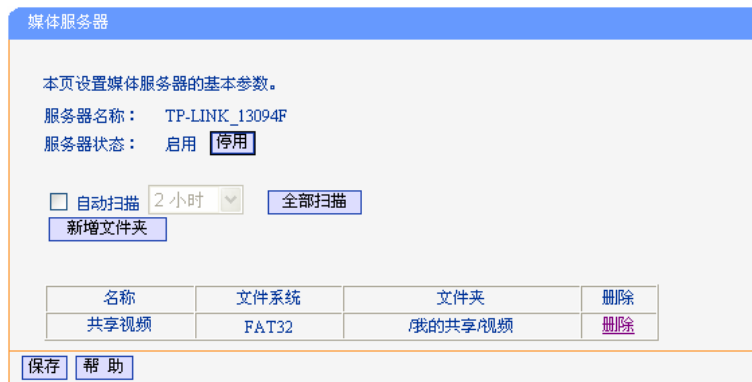 媒体服务器
本页设置媒体服务器的基本参数。
服务器名称： TP-LINK_13094F
服务器状态： 启用 停用
自动扫描 2小时 全部扫描
新增文件夹
名称 文件系统 文件夹 删除
共享视频 FAT32 /我的共享/视频 删除
保存 帮 助